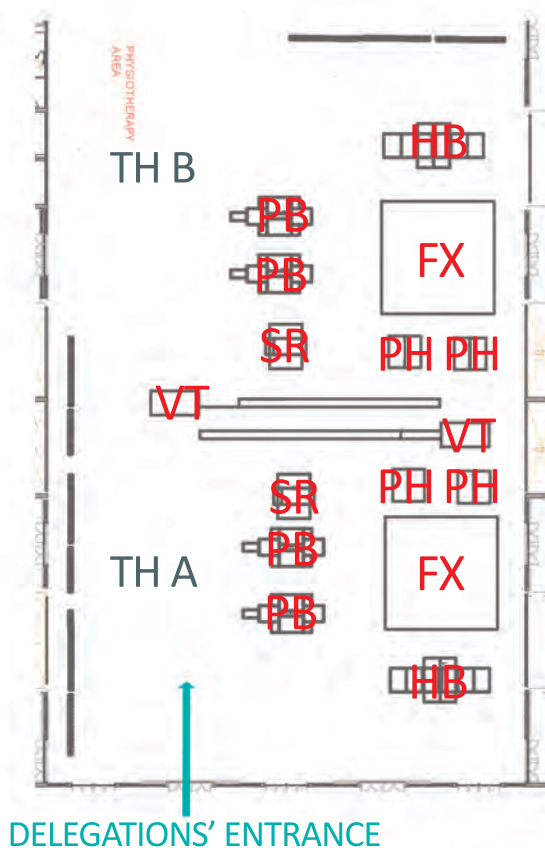 PHYSIOTHERAPY
AREA
HB
TH B
PB
FX
PB
SR
PH PH
VT
VT
PH PH
SR
PB
TH A
FX
PB
HB
DELEGATIONS’ ENTRANCE